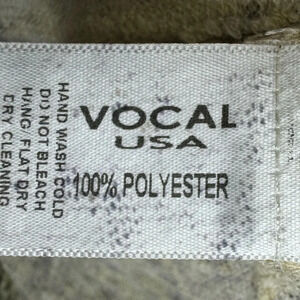 VOCAL
USA
100% POLYESTER
HAND WASH COLD
DO NOT BLEACH
HANG FLAT DRY
DRY CLEANING